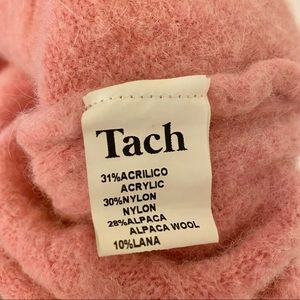 Tach
31%ACRILICO
ACRYLIC
30%NYLON
NYLON
28%ALPACA
ALPACA WOOL
10%LANA